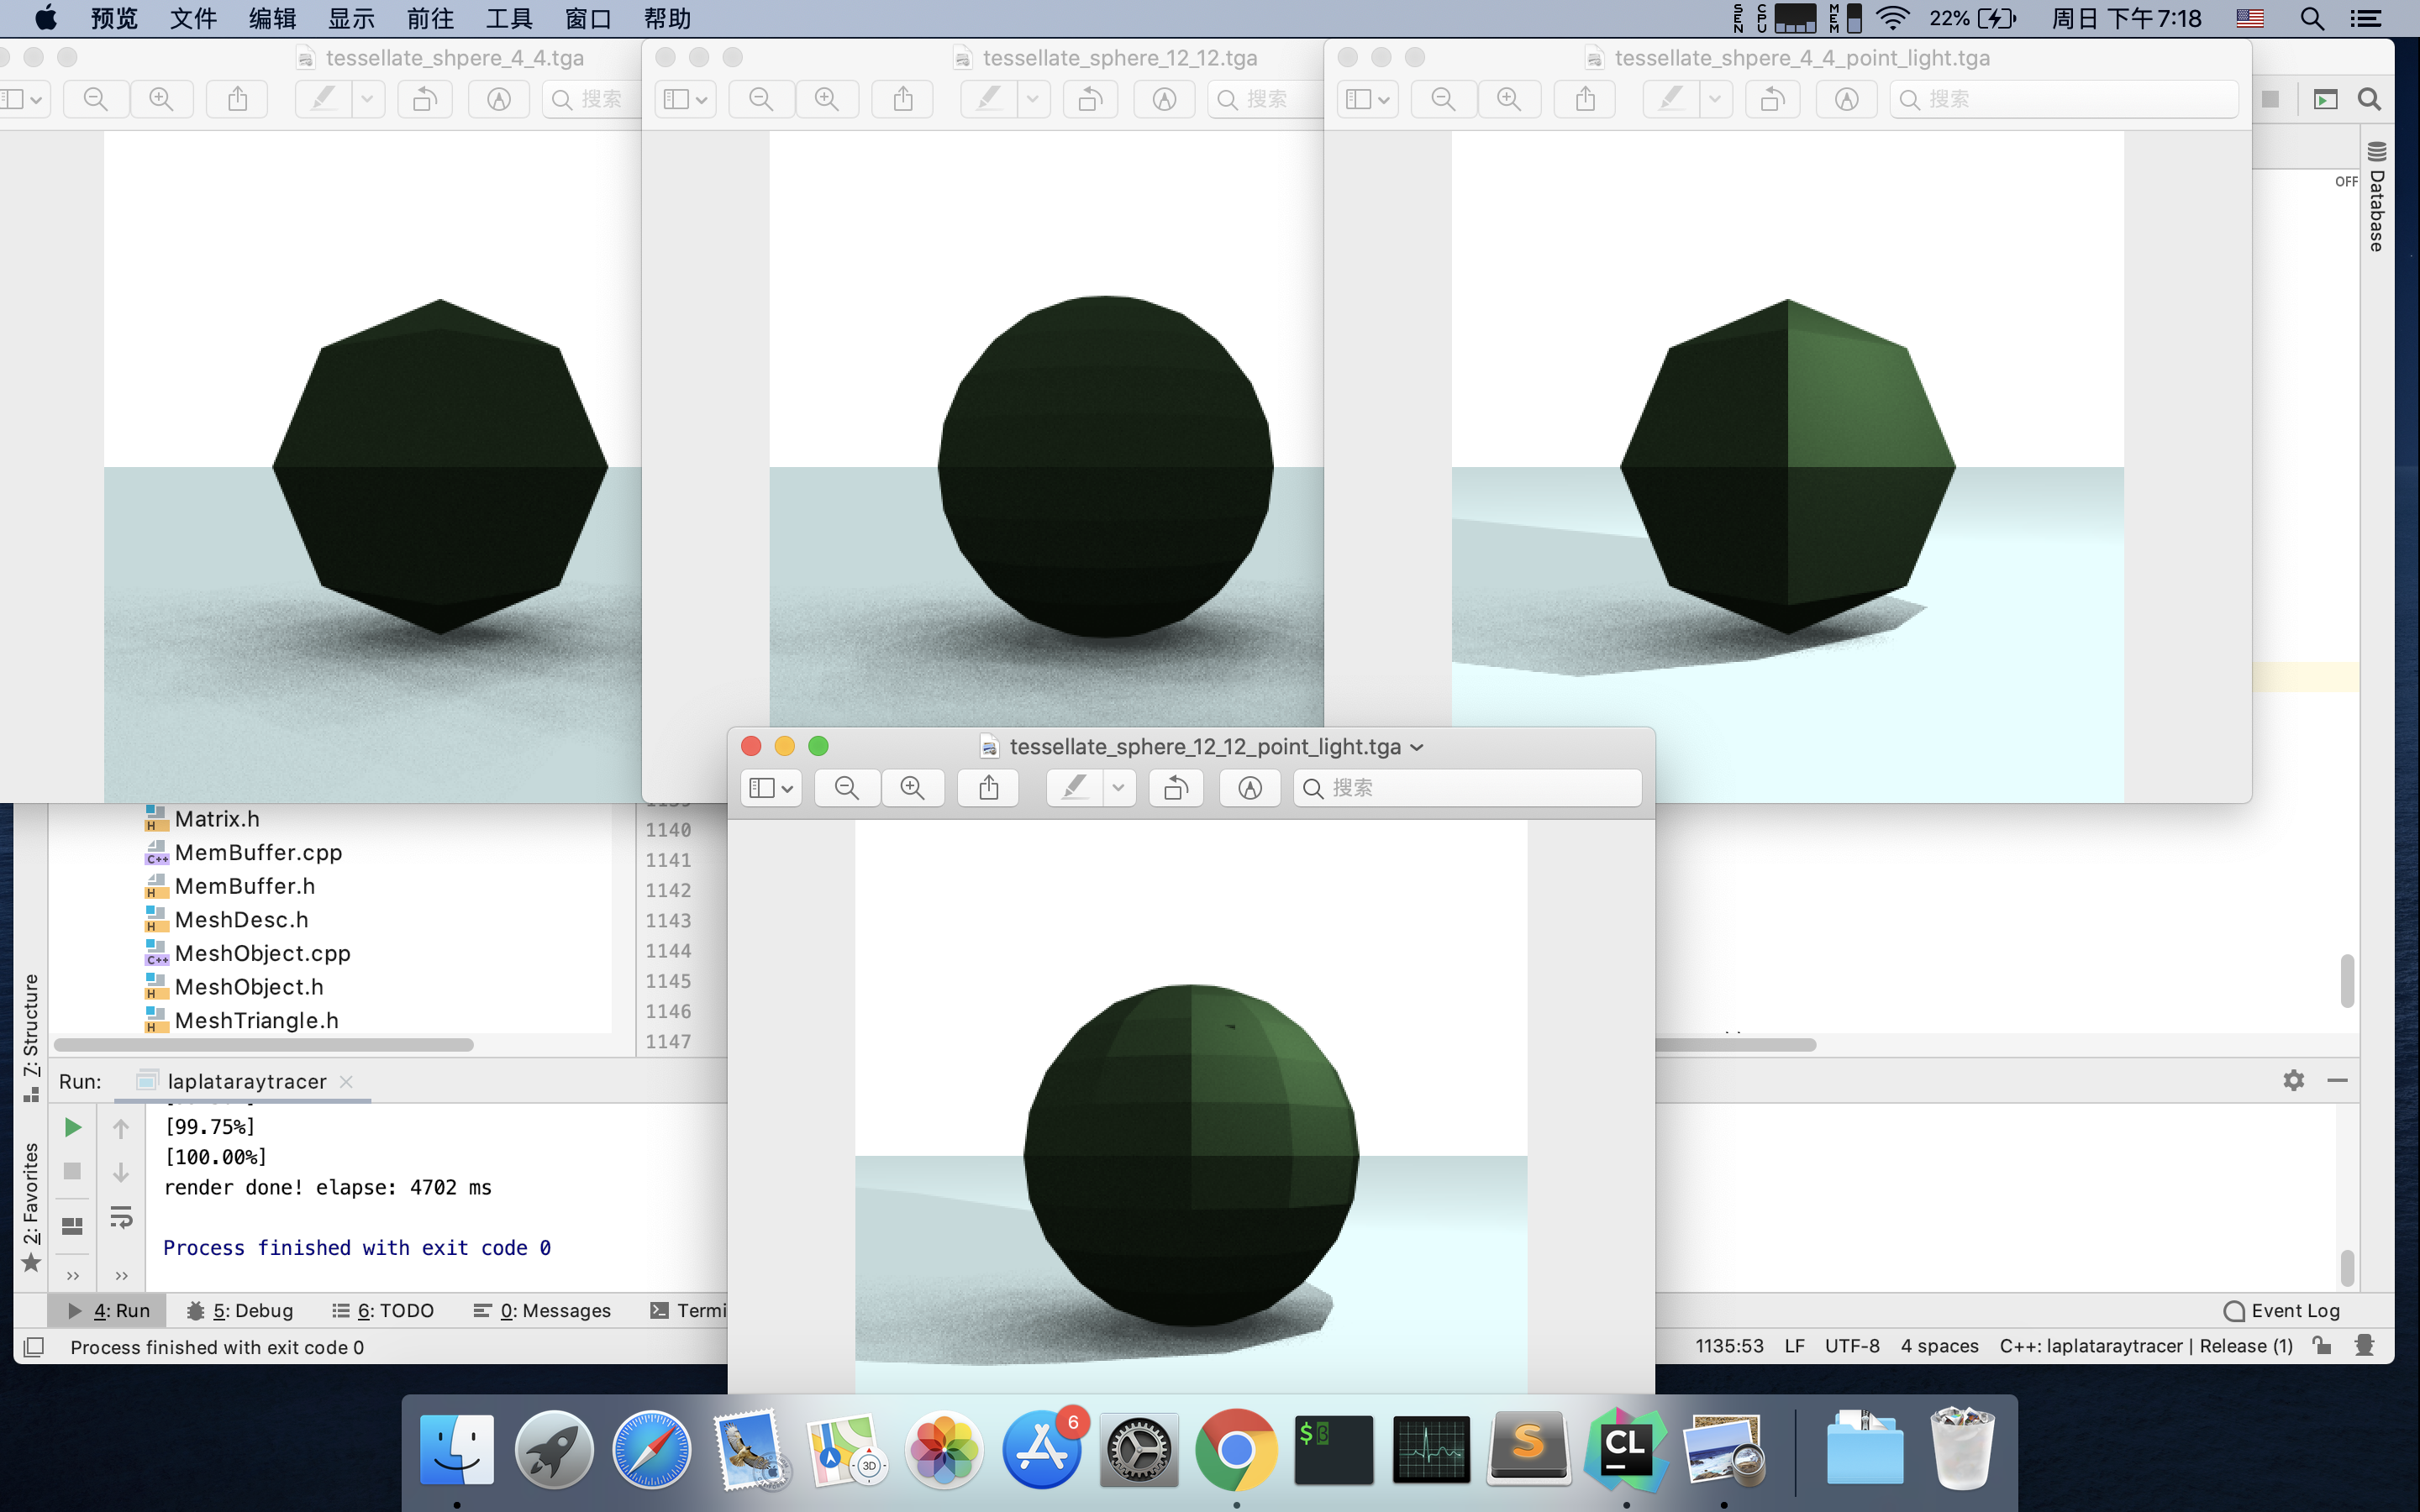 预览 文件 编辑 显示 前往 工具 窗口 帮助
SEN CPU MEM 22% 周日 下午7:18
tessellate_shpere_4_4.tga
搜索
tessellate_sphere_12_12.tga
搜索
tessellate_shpere_4_4_point_light.tga
搜索
OFF
Database
tessellate_sphere_12_12_point_light.tga
搜索
Matrix.h
MemBuffer.cpp
MemBuffer.h
MeshDesc.h
MeshObject.cpp
MeshObject.h
MeshTriangle.h
1140
1141
1142
1143
1144
1145
1146
1147
7: Structure
2: Favorites
Run: laplataraytracer
[99.75%]
[100.00%]
render done! elapse: 4702 ms
Process finished with exit code 0
4: Run 5: Debug 6: TODO 0: Messages Termi
Event Log
Process finished with exit code 0
1135:53 LF UTF-8 4 spaces C++: laplataraytracer | Release (1)
6
3D
$
S
CL